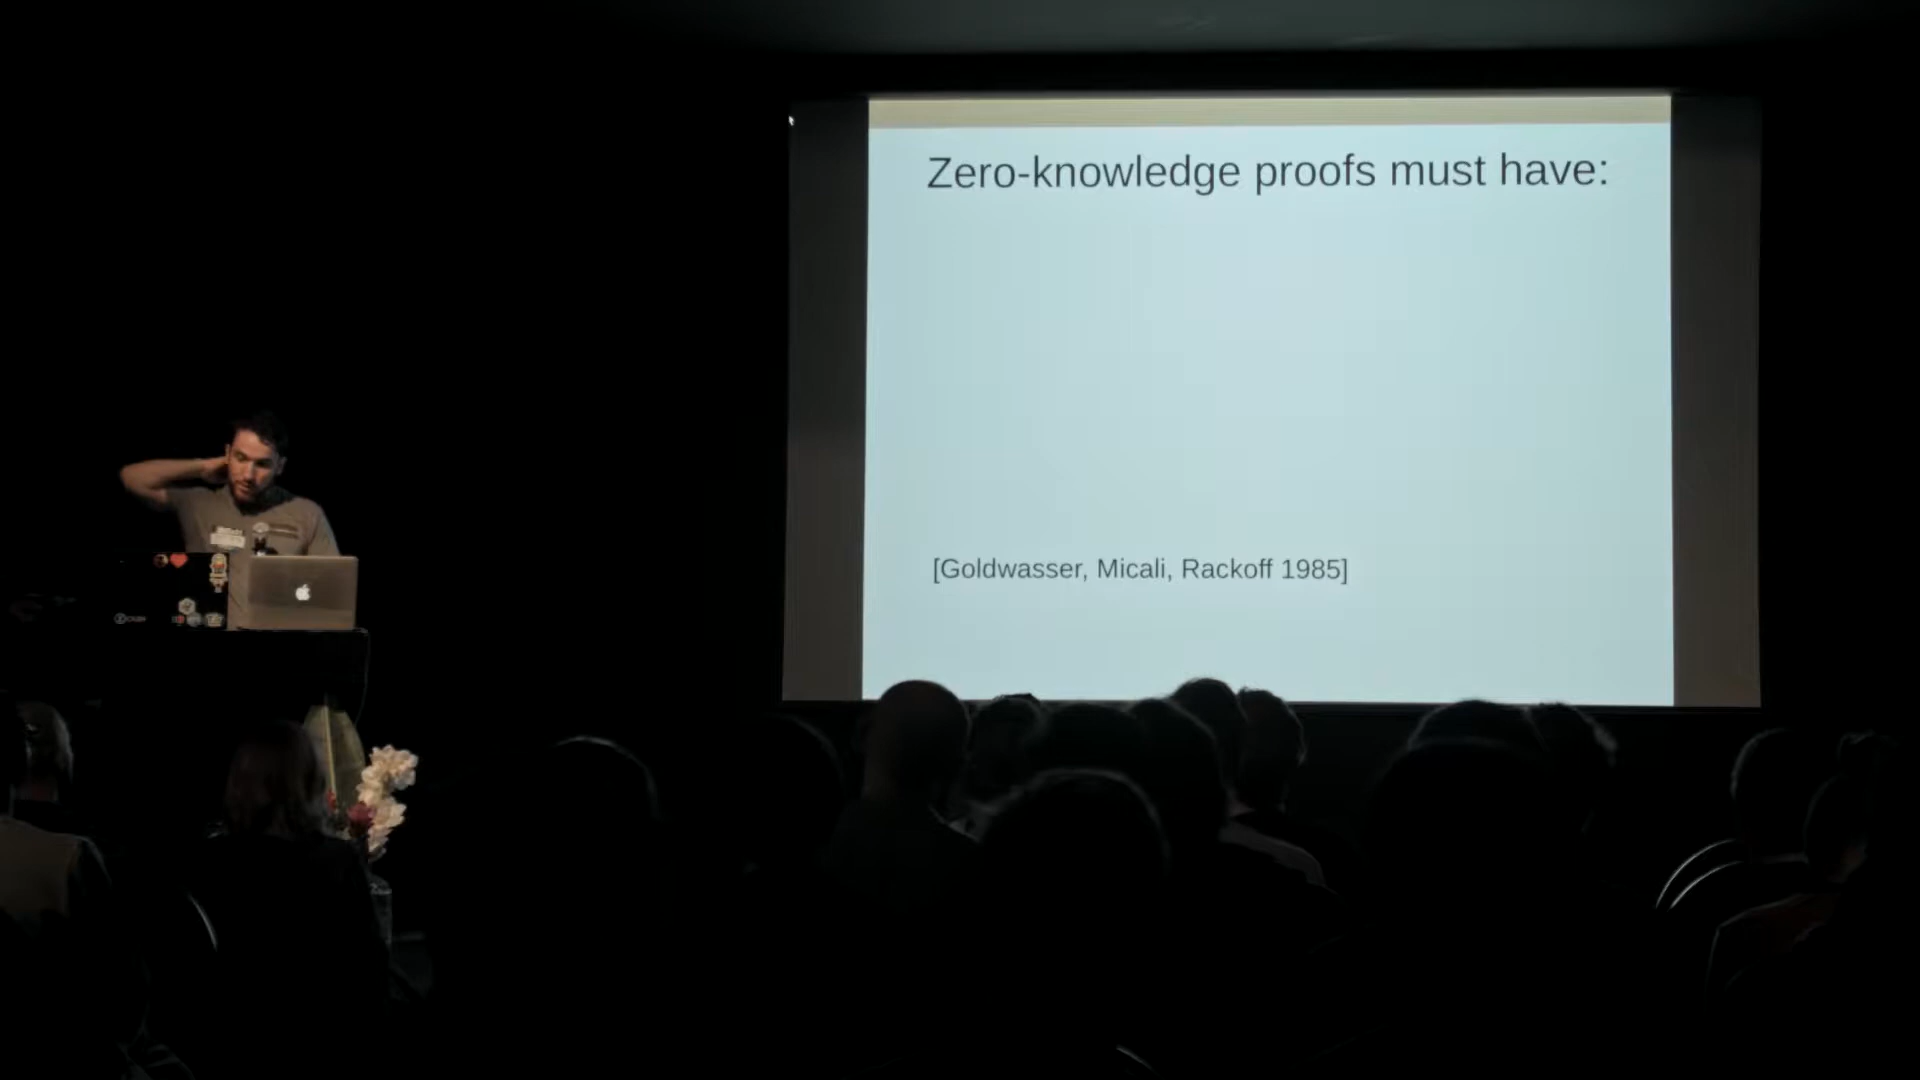 Zero-knowledge proofs must have:
[Goldwasser, Micali, Rackoff 1985]